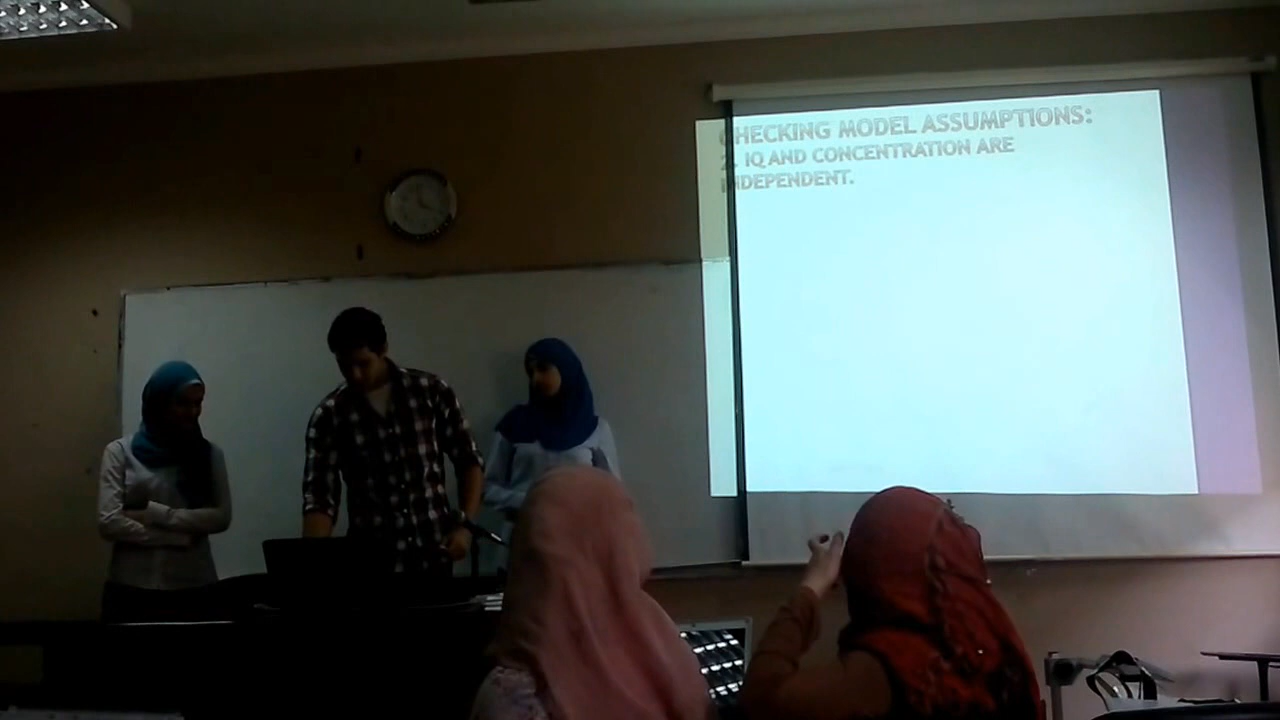 CHECKING MODEL ASSUMPTIONS:
2. IQ AND CONCENTRATION ARE
INDEPENDENT.